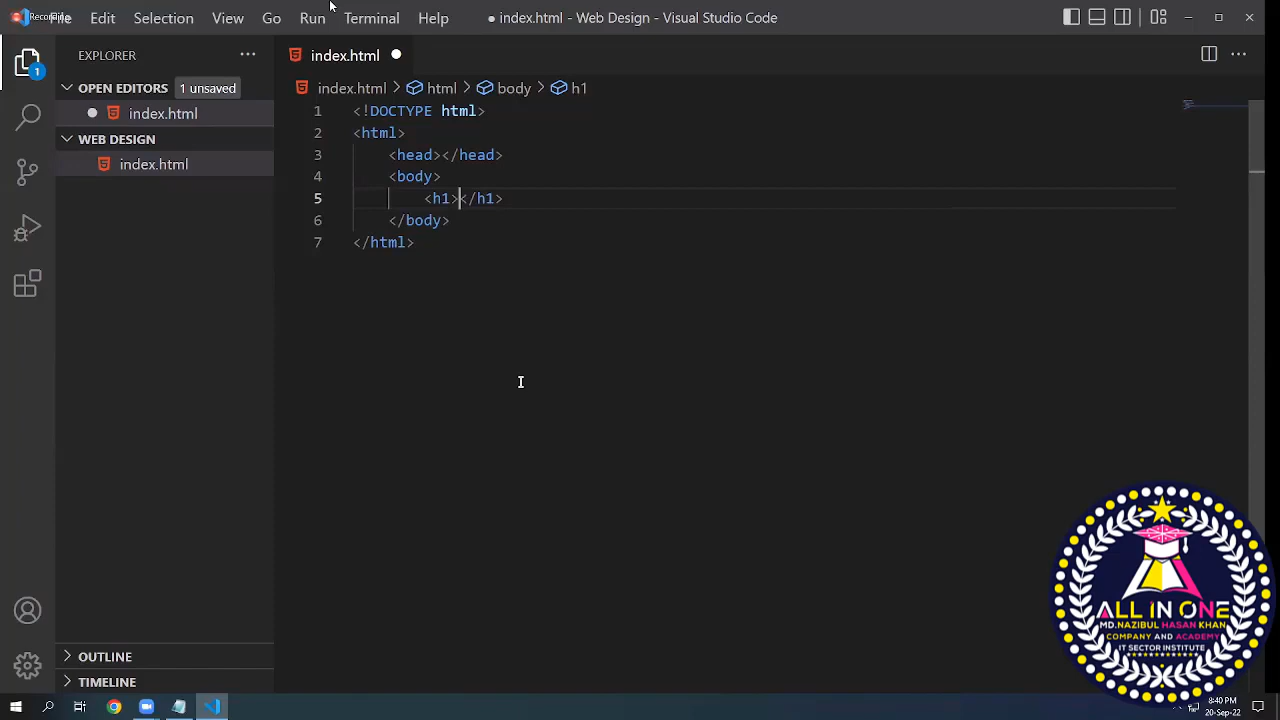 File Edit Selection View Go Run Terminal Help ● index.html - Web Design - Visual Studio Code
EXPLORER ···
OPEN EDITORS 1 unsaved
index.html
WEB DESIGN
index.html
OUTLINE
TIMELINE
1
index.html
index.html > html > body > h1
1 <!DOCTYPE html>
2 <html>
3 <head></head>
4 <body>
5 <h1></h1>
6 </body>
7 </html>
ALL IN ONE
MD.NAZIBUL HASAN KHAN
COMPANY AND ACADEMY
IT SECTOR INSTITUTE
8:40 PM
20-Sep-22